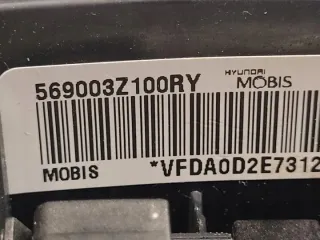 569003Z100RY
HYUNDAI
MOBIS
MOBIS
*VFDA0D2E7312